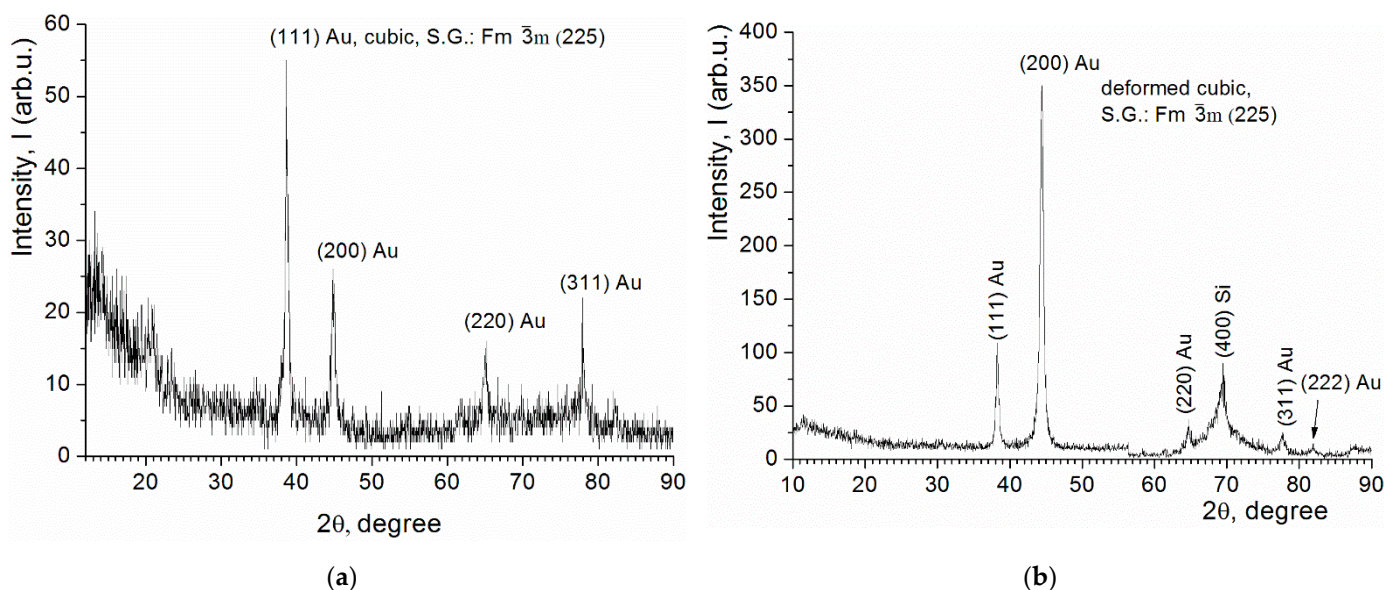 60
50
40
30
20
10
0
Intensity, I (arb.u.)
(111) Au, cubic, S.G.: Fm 3̅m (225)
(200) Au
(220) Au
(311) Au
20 30 40 50 60 70 80 90
2θ, degree
(a)
400
350
300
250
200
150
100
50
0
Intensity, I (arb.u.)
(200) Au
deformed cubic,
S.G.: Fm 3̅m (225)
(111) Au
(220) Au
(400) Si
(311) Au
(222) Au
10 20 30 40 50 60 70 80 90
2θ, degree
(b)